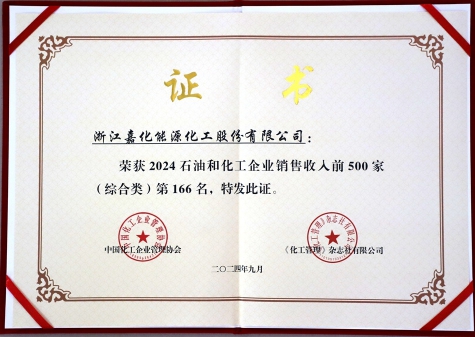 证书
浙江嘉化能源化工股份有限公司：
荣获2024石油和化工企业销售收入前500家
（综合类）第166名，特发此证。
中国化工企业管理协会
《化工管理》杂志社有限公司
二〇二四年九月